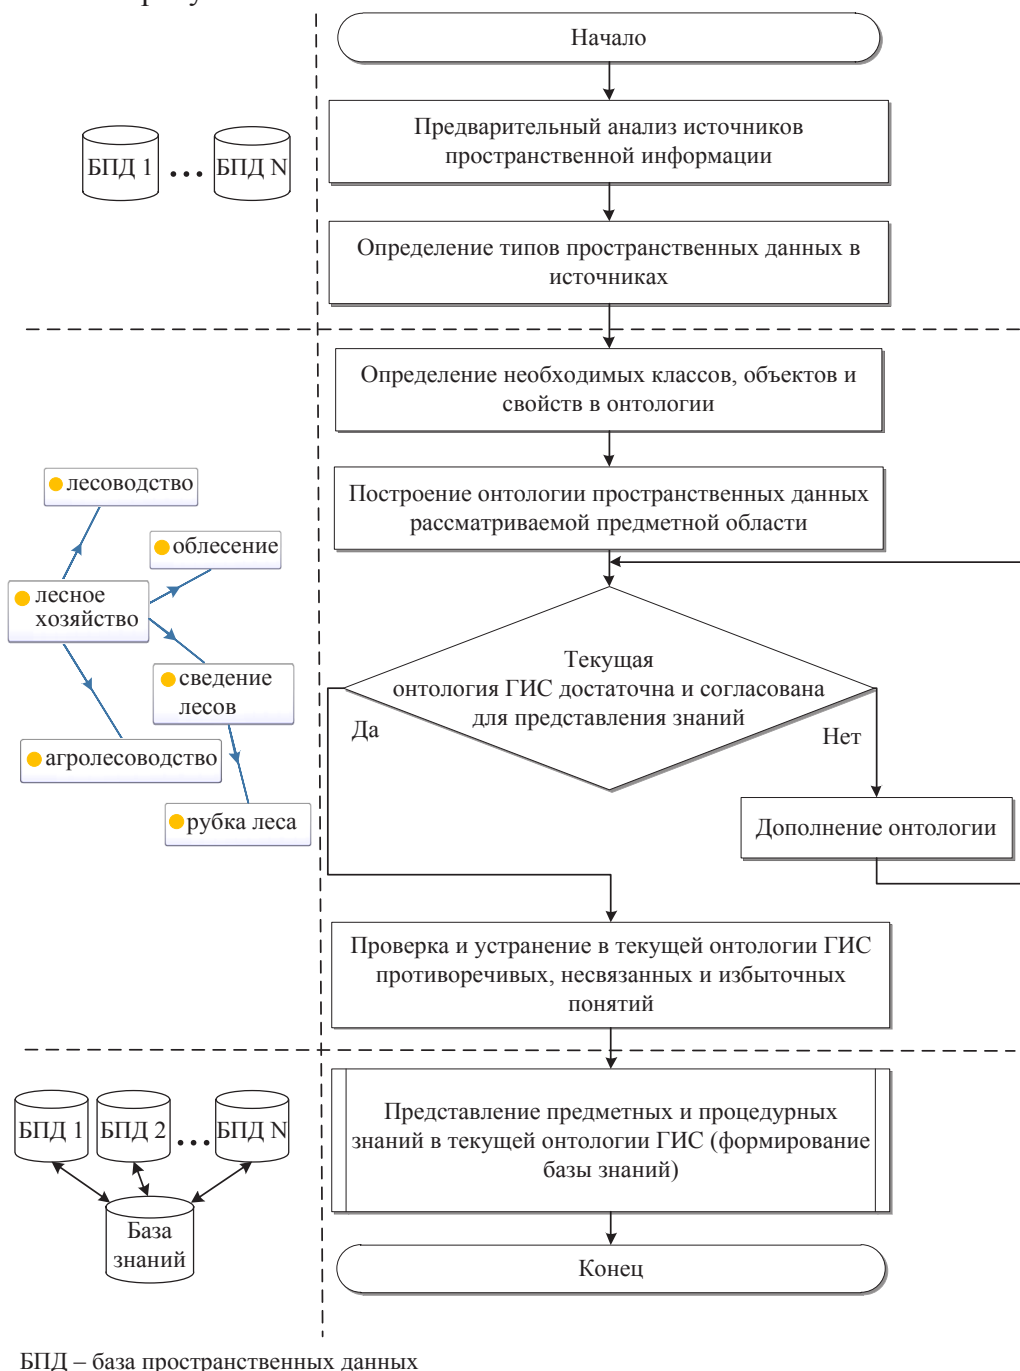 Начало
Предварительный анализ источников
пространственной информации
БПД 1
...
БПД N
Определение типов пространственных данных в
источниках
Определение необходимых классов, объектов и
свойств в онтологии
Построение онтологии пространственных данных
рассматриваемой предметной области
лесоводство
облесение
лесное
хозяйство
сведение
лесов
агролесоводство
рубка леса
Текущая
онтология ГИС достаточна и согласована
для представления знаний
Да
Нет
Дополнение онтологии
Проверка и устранение в текущей онтологии ГИС
противоречивых, несвязанных и избыточных
понятий
БПД 1
БПД 2
...
БПД N
База
знаний
Представление предметных и процедурных
знаний в текущей онтологии ГИС (формирование
базы знаний)
Конец
БПД – база пространственных данных